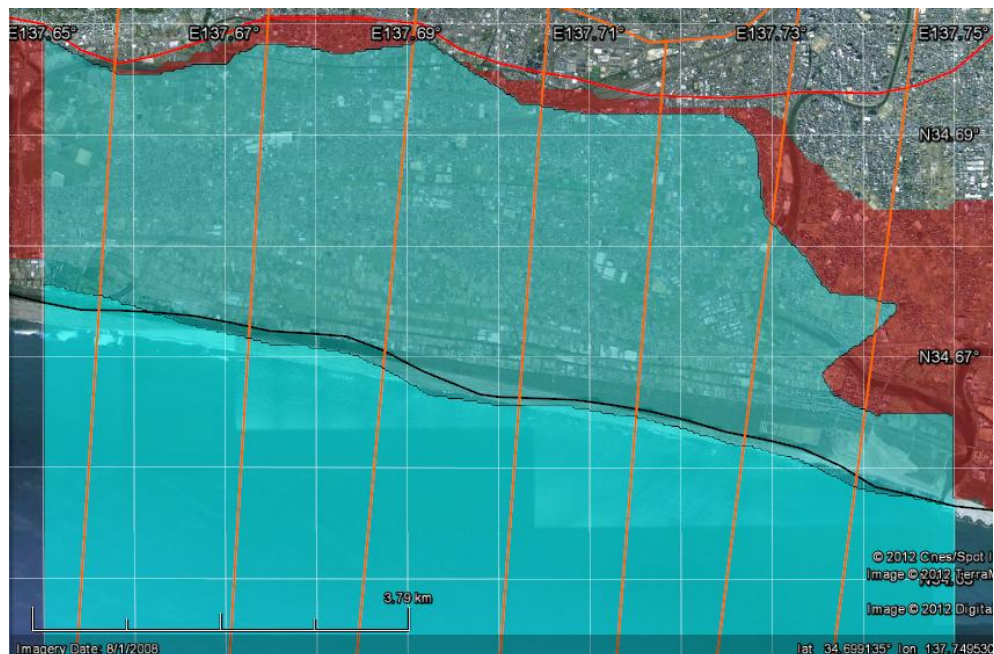 E137.65° E137.67° E137.69° E137.71° E137.73° E137.75°
N34.69°
N34.67°
© 2012 Cnes/Spot I
Image © 2012 TerraM
3.79 km
Image © 2012 Digita
Imagery Date: 8/1/2008 lat 34.699135° lon 137.749530